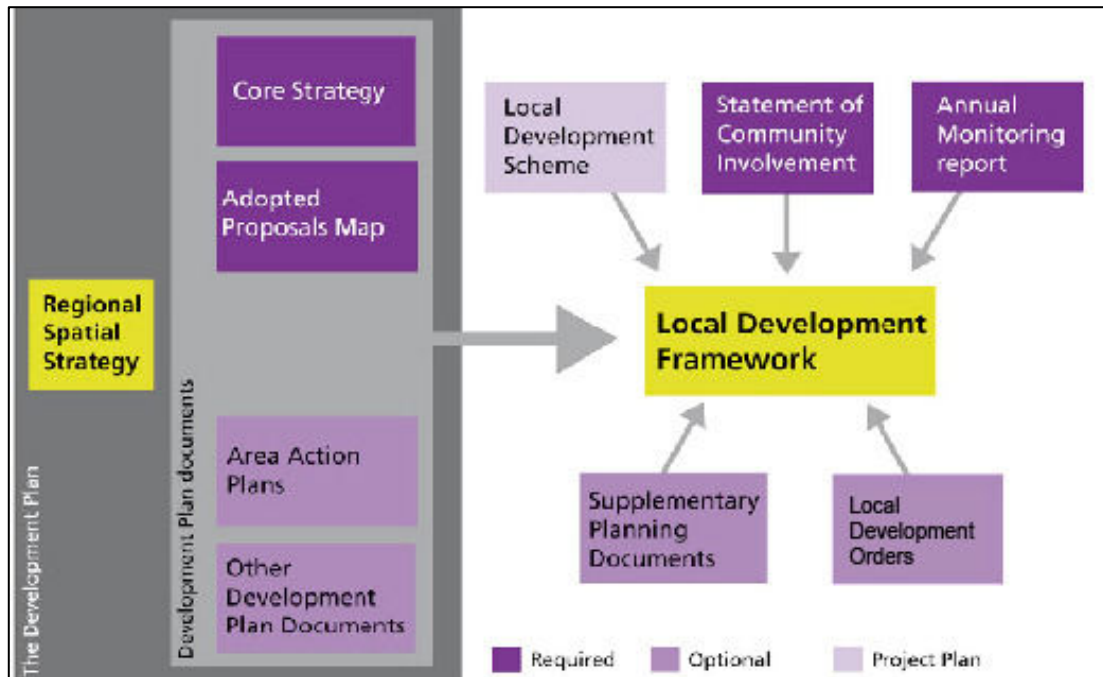 The Development Plan
Regional
Spatial
Strategy
Development Plan documents
Core Strategy
Adopted
Proposals Map
Area Action
Plans
Other
Development
Plan Documents
Local
Development
Scheme
Statement of
Community
Involvement
Annual
Monitoring
report
Local Development
Framework
Supplementary
Planning
Documents
Local
Development
Orders
Required
Optional
Project Plan